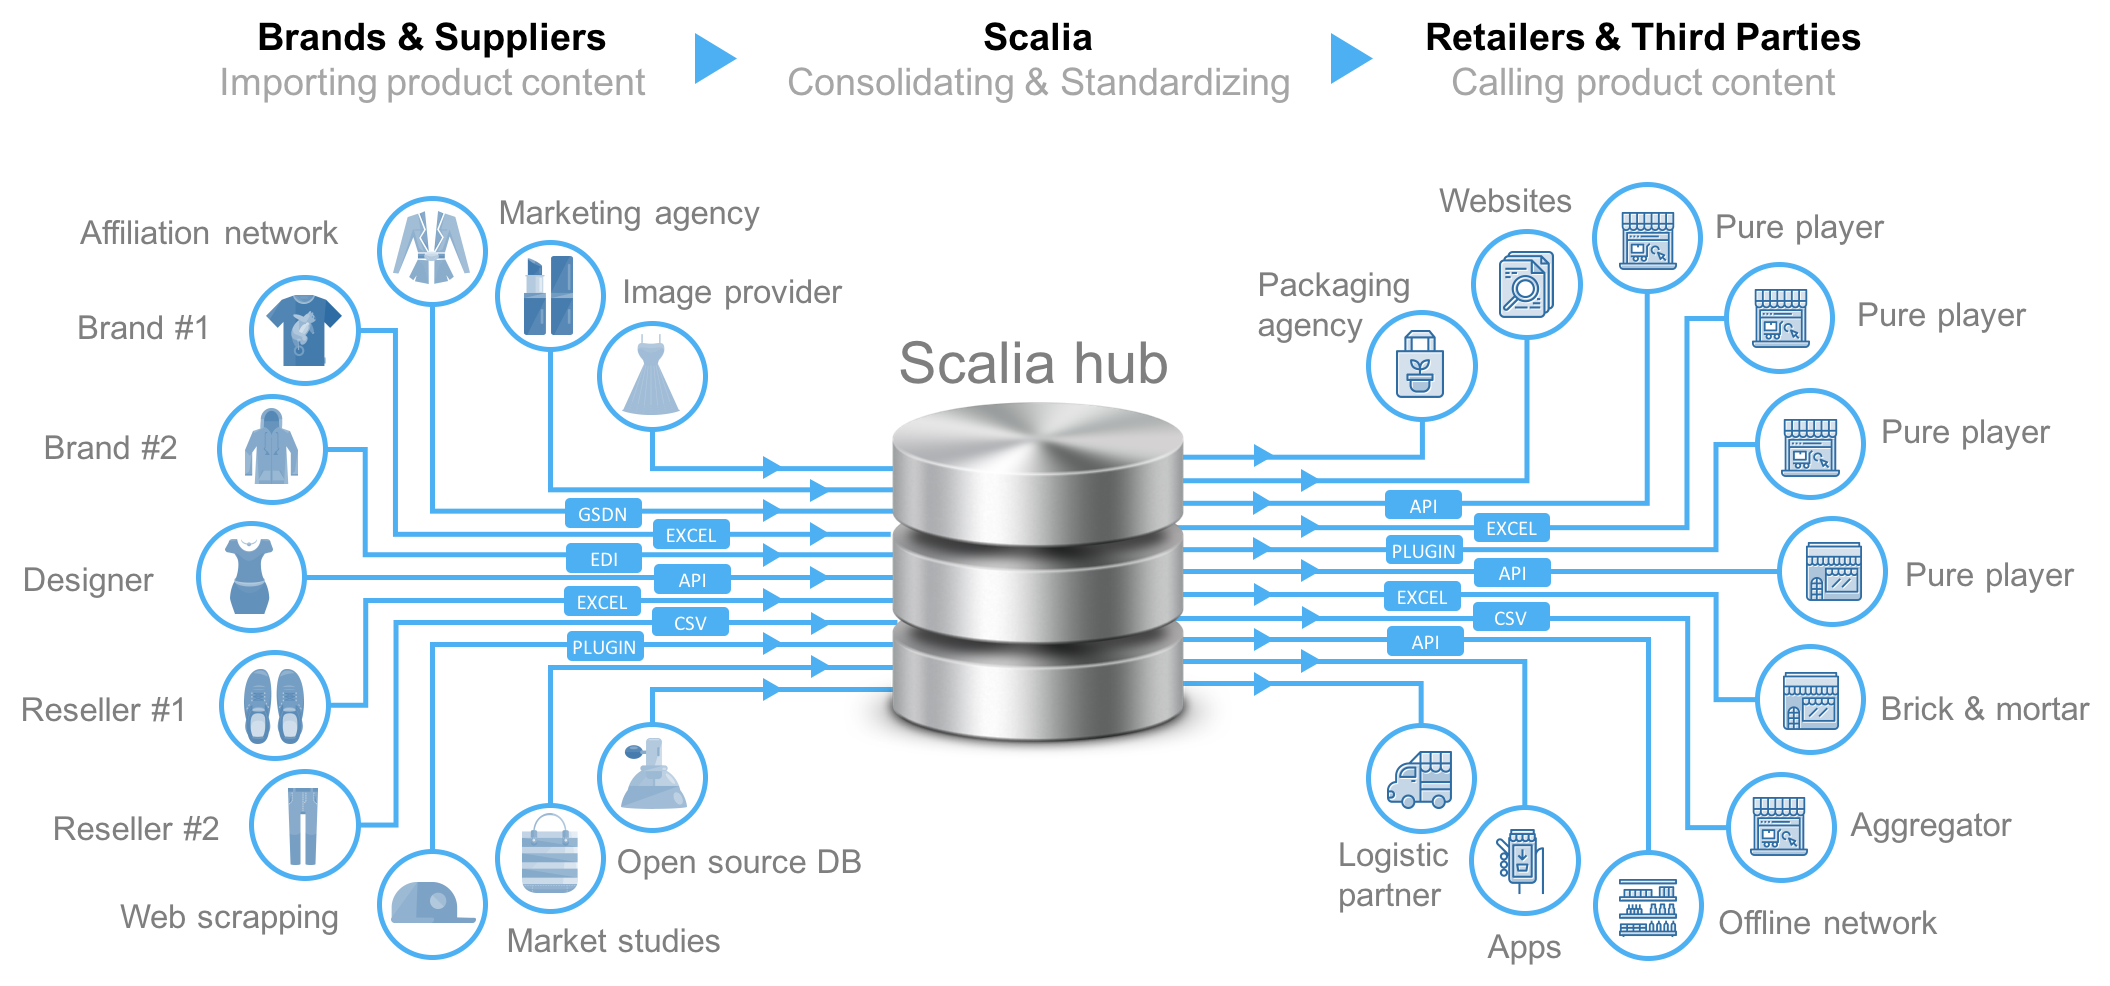 Brands & Suppliers
Importing product content
Scalia
Consolidating & Standardizing
Retailers & Third Parties
Calling product content
Affiliation network
Marketing agency
Image provider
Brand #1
Brand #2
Designer
Reseller #1
Reseller #2
Web scrapping
Market studies
Open source DB
GSDN
EXCEL
EDI
API
EXCEL
CSV
PLUGIN
Scalia hub
API
EXCEL
PLUGIN
API
EXCEL
CSV
API
Packaging
agency
Websites
Pure player
Pure player
Pure player
Pure player
Brick & mortar
Aggregator
Offline network
Apps
Logistic
partner